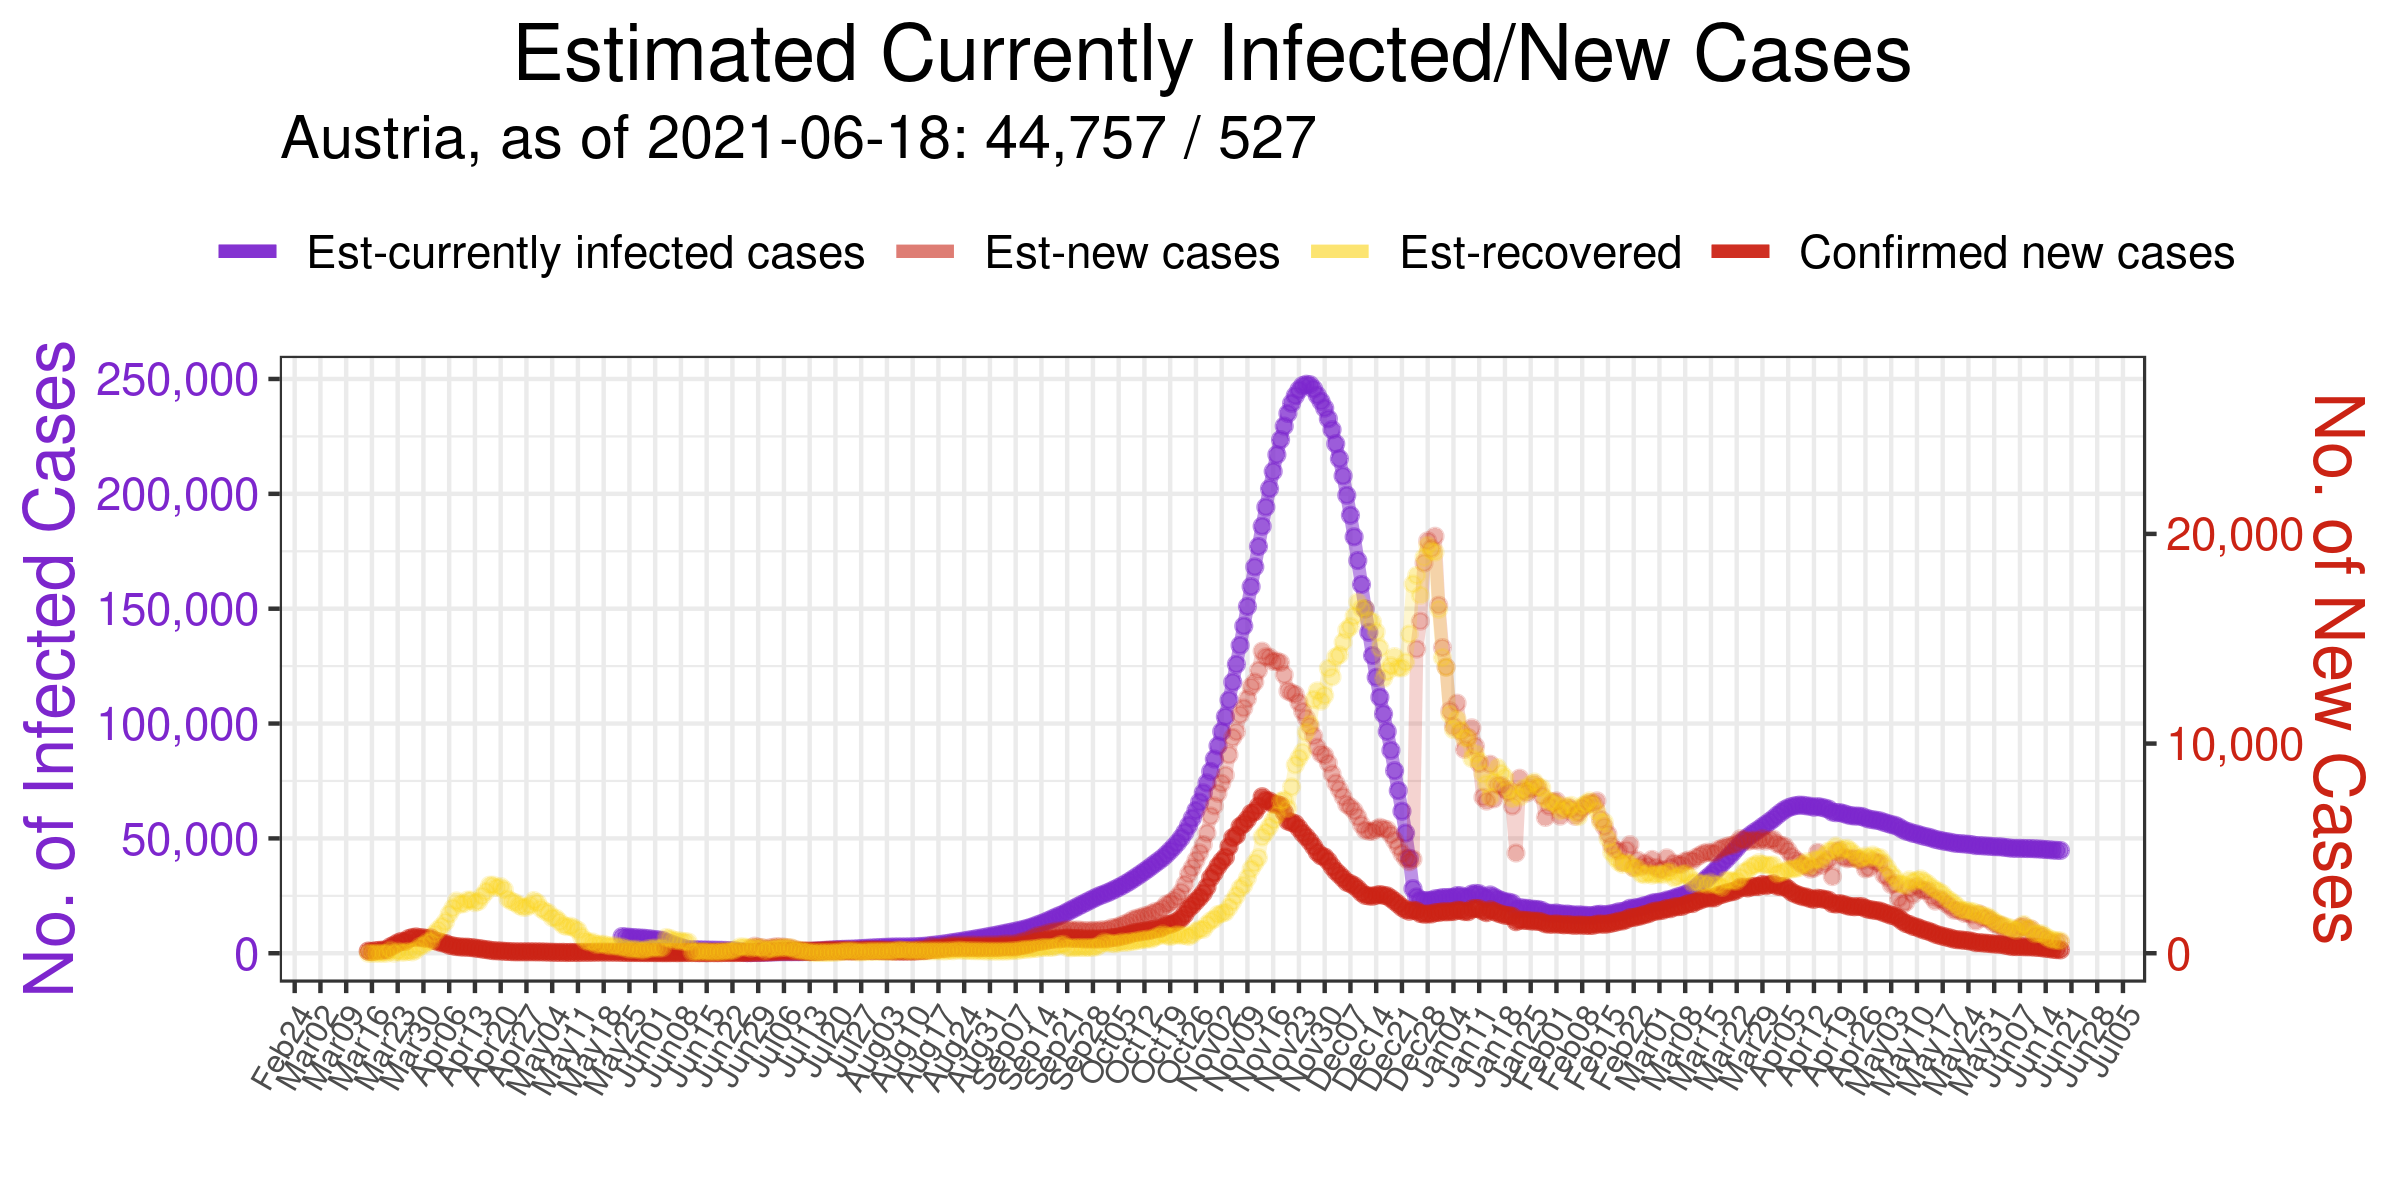 Estimated Currently Infected/New Cases
Austria, as of 2021-06-18: 44,757 / 527
Est-currently infected cases
Est-new cases
Est-recovered
Confirmed new cases
No. of Infected Cases
250,000
200,000
150,000
100,000
50,000
0
20,000
10,000
0
No. of New Cases
Feb24
Mar02
Mar09
Mar16
Mar23
Mar30
Apr06
Apr13
Apr20
Apr27
May04
May11
May18
May25
Jun01
Jun08
Jun15
Jun22
Jun29
Jul06
Jul13
Jul20
Jul27
Aug03
Aug10
Aug17
Aug24
Aug31
Sep07
Sep14
Sep21
Sep28
Oct05
Oct12
Oct19
Oct26
Nov02
Nov09
Nov16
Nov23
Nov30
Dec07
Dec14
Dec21
Dec28
Jan04
Jan11
Jan18
Jan25
Feb01
Feb08
Feb15
Feb22
Mar01
Mar08
Mar15
Mar22
Mar29
Apr05
Apr12
Apr19
Apr26
May03
May10
May17
May24
May31
Jun07
Jun14
Jun21
Jun28
Jul05